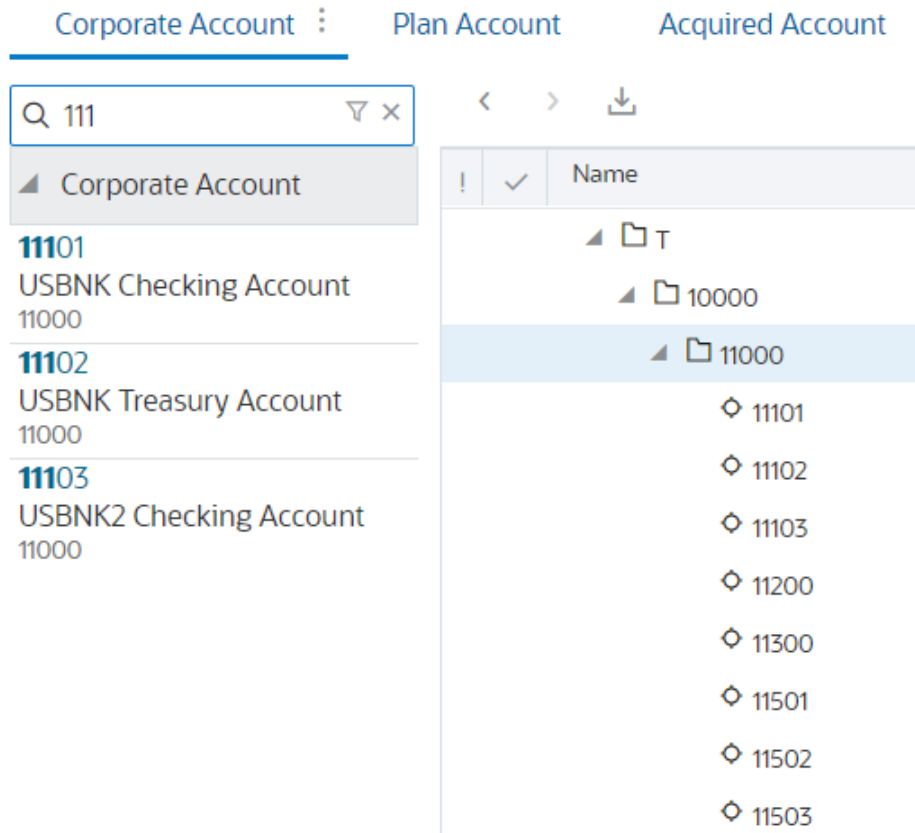 Corporate Account Plan Account Acquired Account
111
Corporate Account
11101
USBNK Checking Account
11000
11102
USBNK Treasury Account
11000
11103
USBNK2 Checking Account
11000
! Name
T
10000
11000
11101
11102
11103
11200
11300
11501
11502
11503